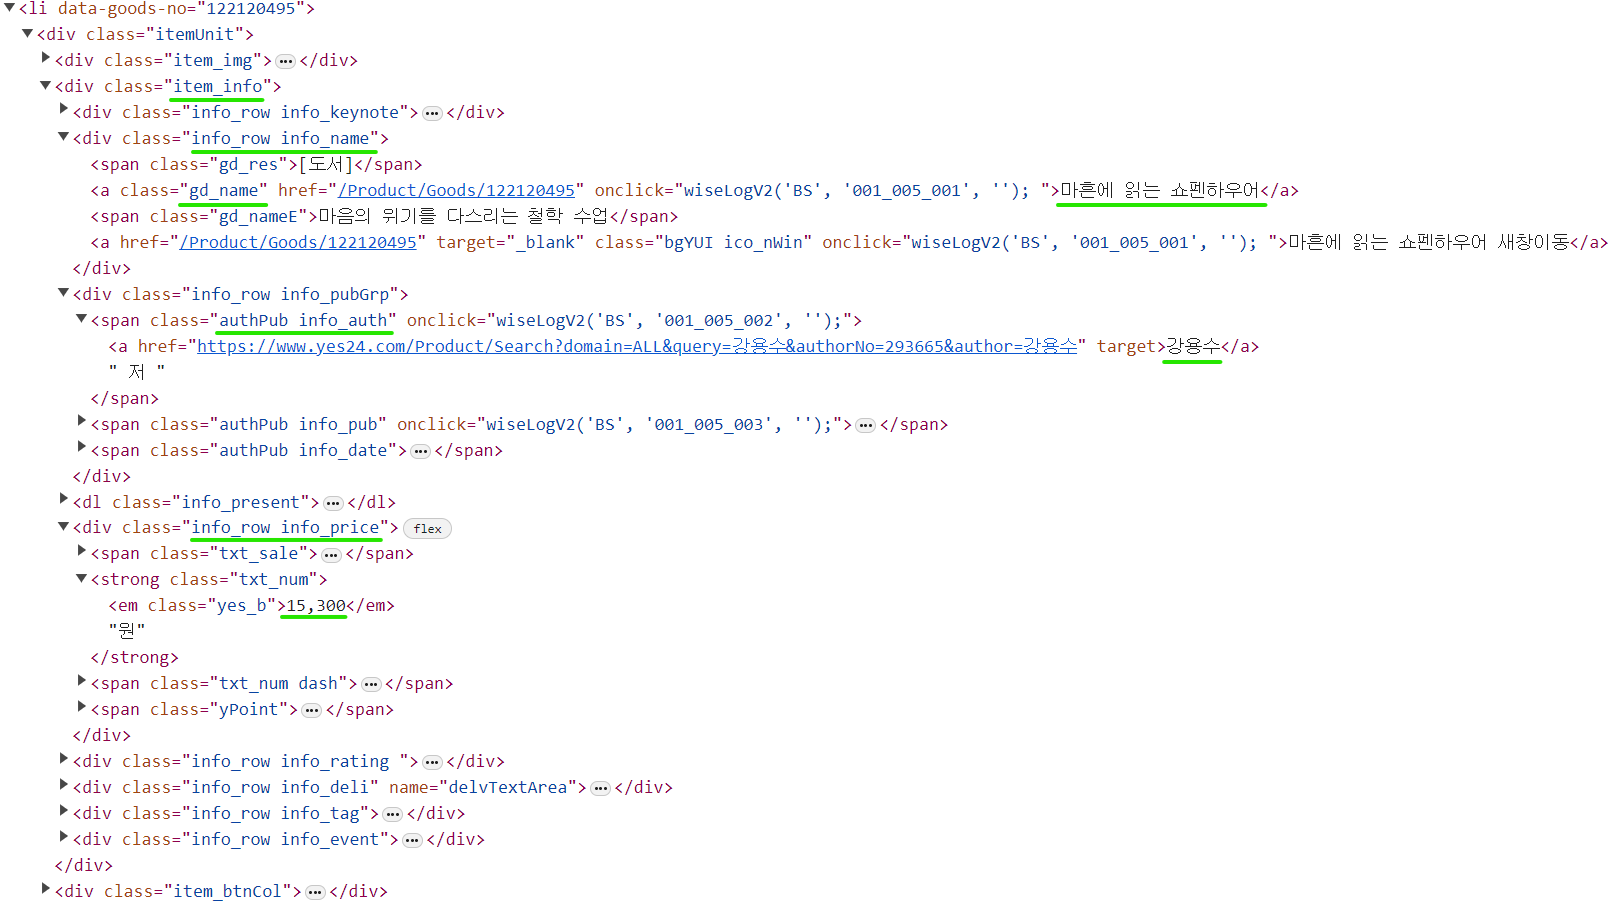 ▼<li data-goods-no="122120495">
▼<div class="itemUnit">
▶<div class="item_img">…</div>
▼<div class="item_info">
▶<div class="info_row info_keynote">…</div>
▼<div class="info_row info_name">
<span class="gd_res">[도서]</span>
<a class="gd_name" href="/Product/Goods/122120495" onclick="wiseLogV2('BS', '001_005_001', ''); ">마흔에 읽는 쇼펜하우어</a>
<span class="gd_nameE">마음의 위기를 다스리는 철학 수업</span>
<a href="/Product/Goods/122120495" target="_blank" class="bgYUI ico_nWin" onclick="wiseLogV2('BS', '001_005_001', ''); ">마흔에 읽는 쇼펜하우어 새창이동</a>
</div>
▼<div class="info_row info_pubGrp">
▼<span class="authPub info_auth" onclick="wiseLogV2('BS', '001_005_002', '');">
<a href="https://www.yes24.com/Product/Search?domain=ALL&query=강용수&authorNo=293665&author=강용수" target>강용수</a>
" 저 "
</span>
▶<span class="authPub info_pub" onclick="wiseLogV2('BS', '001_005_003', '');">…</span>
▶<span class="authPub info_date">…</span>
</div>
▶<dl class="info_present">…</dl>
▼<div class="info_row info_price"> flex
▶<span class="txt_sale">…</span>
▼<strong class="txt_num">
<em class="yes_b">15,300</em>
"원"
</strong>
▶<span class="txt_num dash">…</span>
▶<span class="yPoint">…</span>
</div>
▶<div class="info_row info_rating ">…</div>
▶<div class="info_row info_deli" name="delvTextArea">…</div>
▶<div class="info_row info_tag">…</div>
▶<div class="info_row info_event">…</div>
</div>
▶<div class="item_btnCol">…</div>